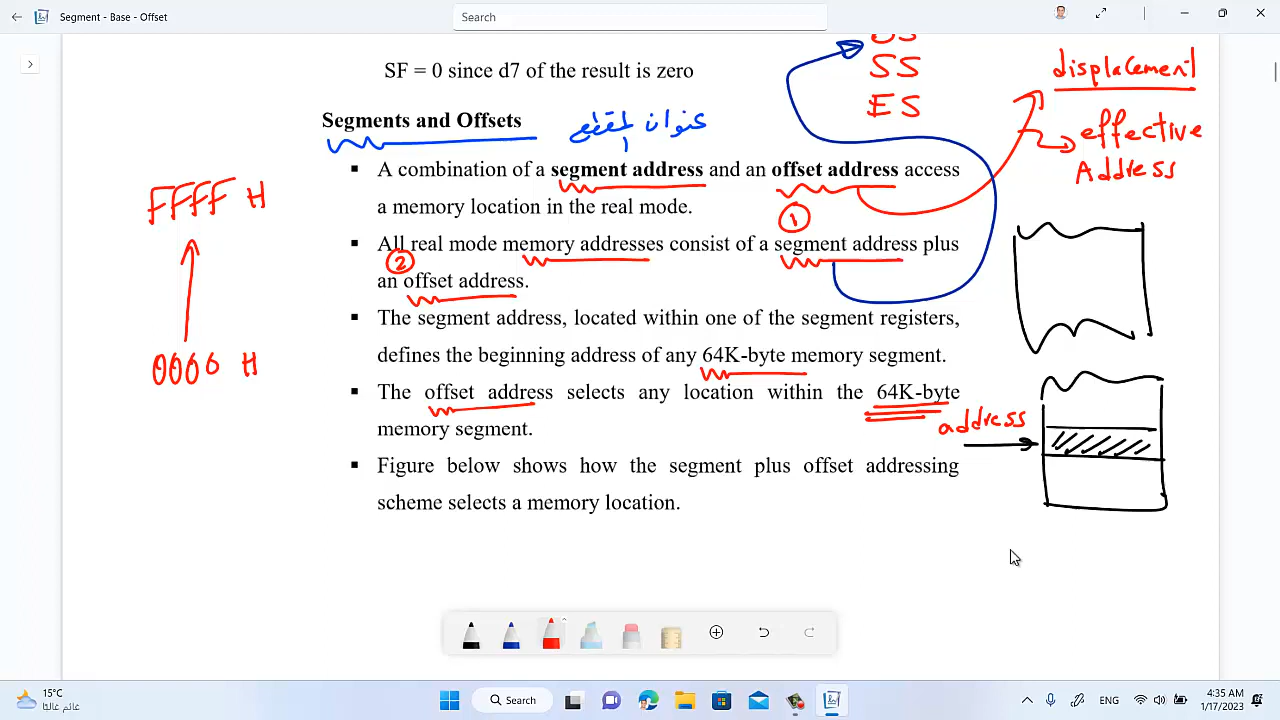 Segment - Base - Offset
Search
SS
ES
displacement
effective
Address
SF = 0 since d7 of the result is zero
Segments and Offsets
عنوان المقطع
▪ A combination of a segment address and an offset address access
a memory location in the real mode.
1
▪ All real mode memory addresses consist of a segment address plus
2
an offset address.
▪ The segment address, located within one of the segment registers,
defines the beginning address of any 64K-byte memory segment.
▪ The offset address selects any location within the 64K-byte
memory segment.
▪ Figure below shows how the segment plus offset addressing
scheme selects a memory location.
FFFF H
0000 H
address
15°C
غائم غالبا
Search
ENG
4:35 AM
1/17/2023